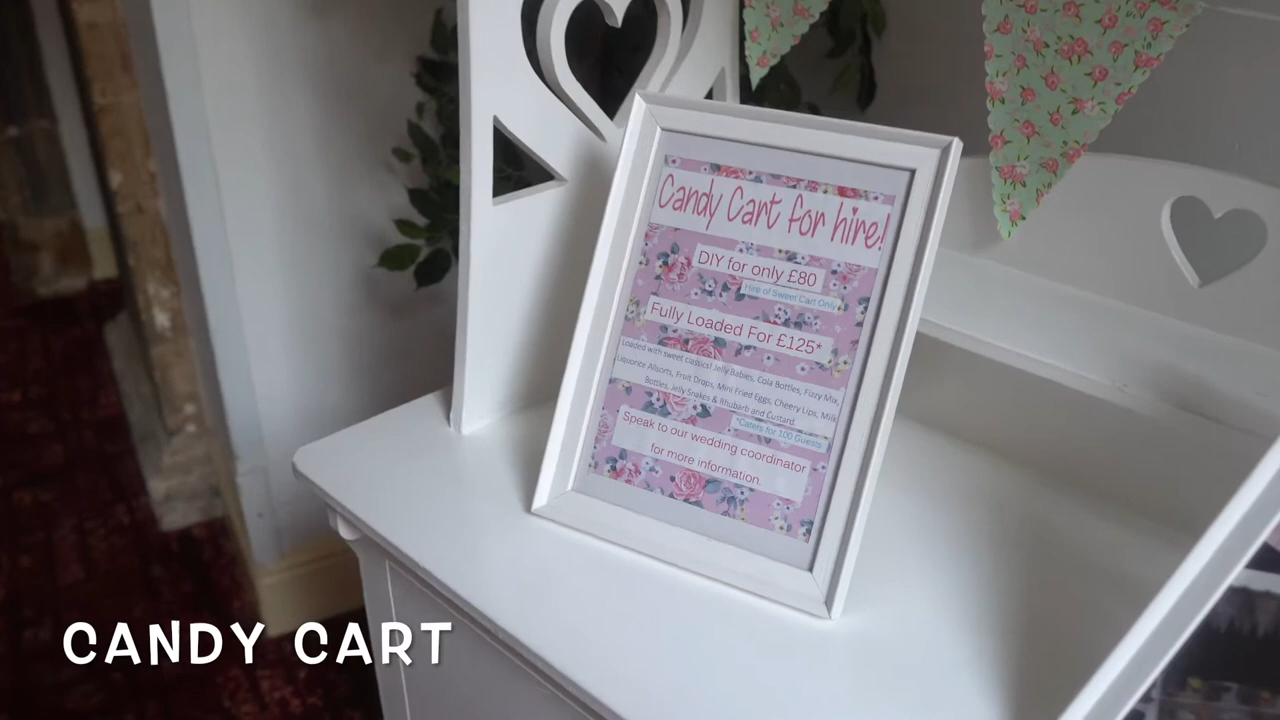 Candy Cart for hire!
DIY for only £80
Hire of Sweet Cart Only
Fully Loaded For £125*
Loaded with sweet classics! Jelly Babies, Cola Bottles, Fizzy Mix,
Liquorice Allsorts, Fruit Drops, Mini Fried Eggs, Cheery Lips, Milk
Bottles, Jelly Snakes & Rhubarb and Custard.
*Caters for 100 Guests
Speak to our wedding coordinator
for more information.
CANDY CART